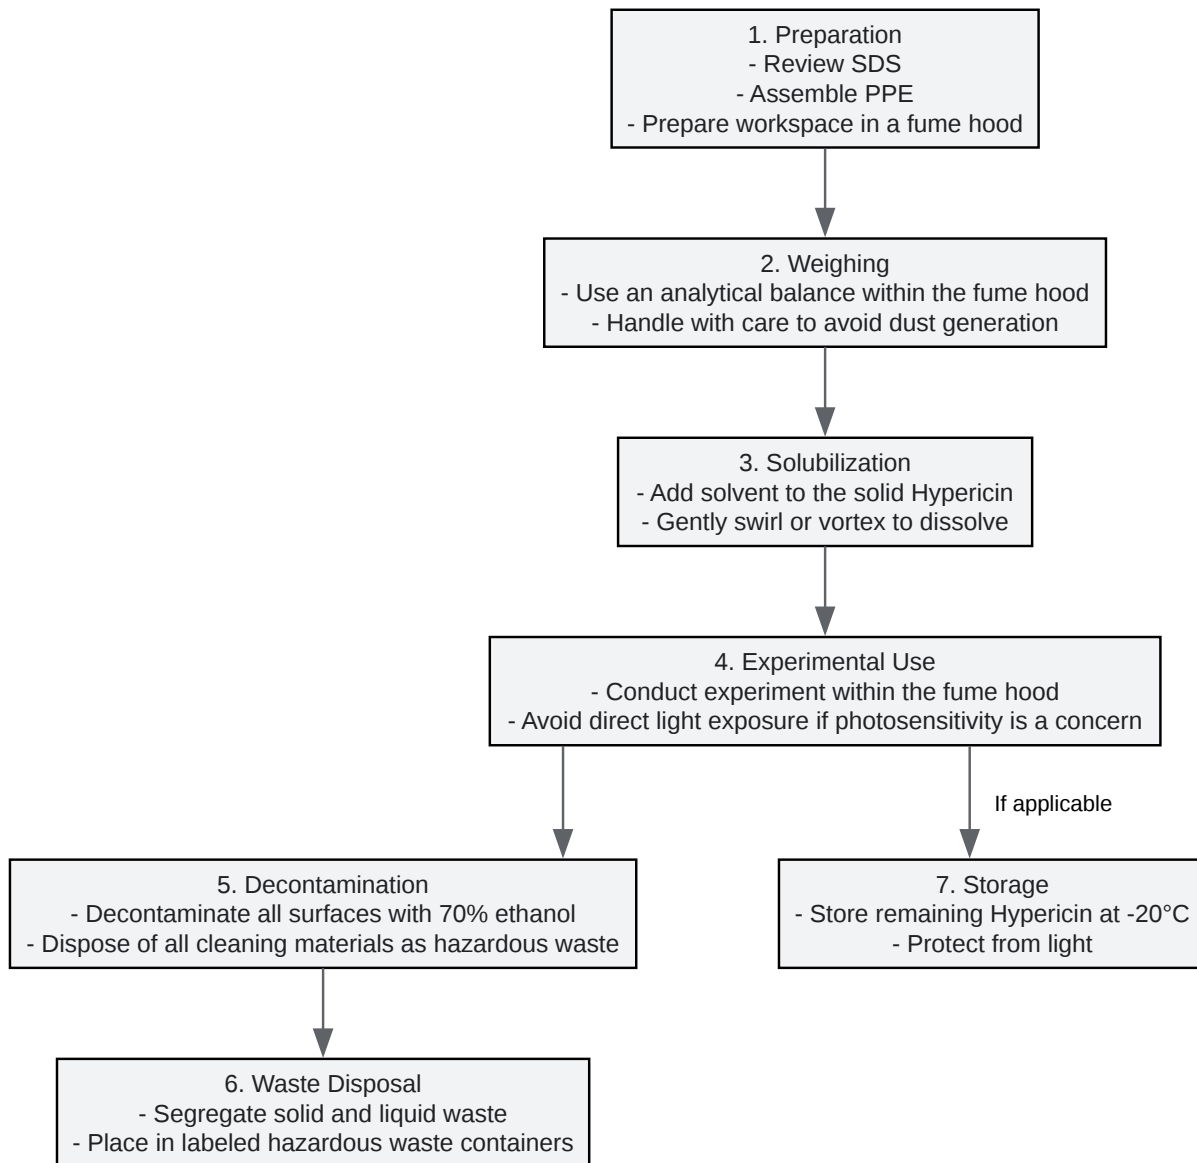 1. Preparation
- Review SDS
- Assemble PPE
- Prepare workspace in a fume hood
2. Weighing
- Use an analytical balance within the fume hood
- Handle with care to avoid dust generation
3. Solubilization
- Add solvent to the solid Hypericin
- Gently swirl or vortex to dissolve
4. Experimental Use
- Conduct experiment within the fume hood
- Avoid direct light exposure if photosensitivity is a concern
If applicable
5. Decontamination
- Decontaminate all surfaces with 70% ethanol
- Dispose of all cleaning materials as hazardous waste
7. Storage
- Store remaining Hypericin at -20°C
- Protect from light
6. Waste Disposal
- Segregate solid and liquid waste
- Place in labeled hazardous waste containers